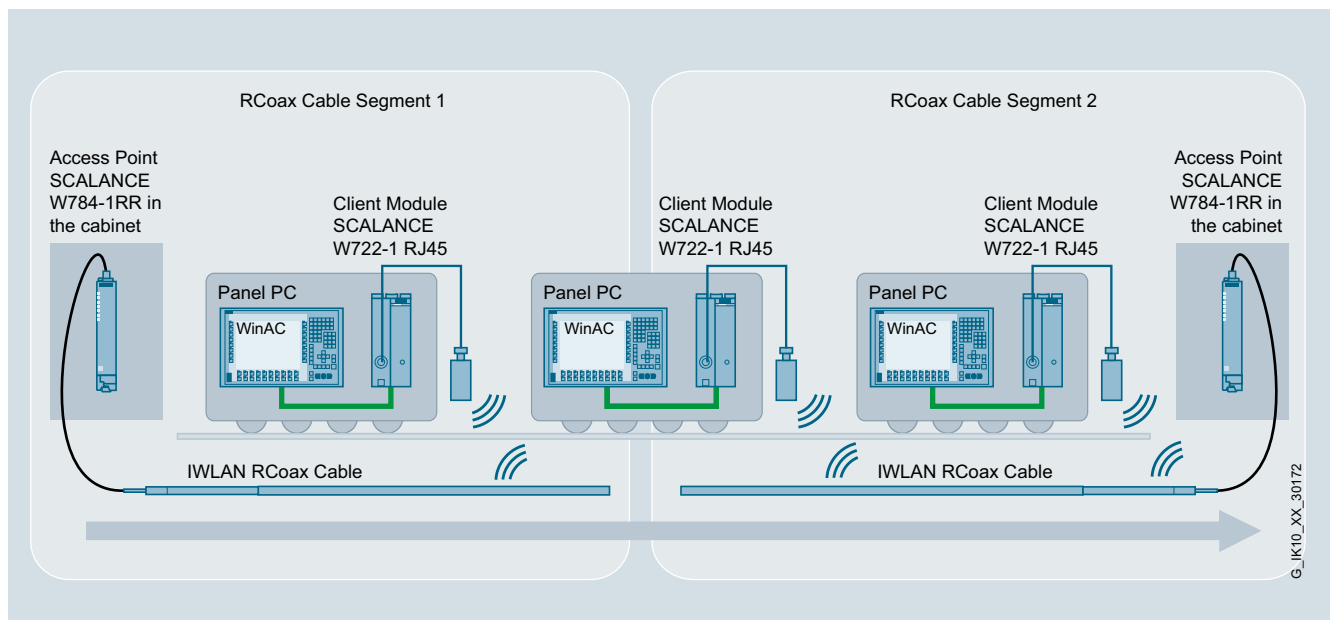 RCoax Cable Segment 1
RCoax Cable Segment 2
Access Point
SCALANCE
W784-1RR in
the cabinet
Client Module
SCALANCE
W722-1 RJ45
Client Module
SCALANCE
W722-1 RJ45
Client Module
SCALANCE
W722-1 RJ45
Access Point
SCALANCE
W784-1RR in
the cabinet
Panel PC
WinAC
Panel PC
WinAC
Panel PC
WinAC
IWLAN RCoax Cable
IWLAN RCoax Cable
G_IK10_XX_30172